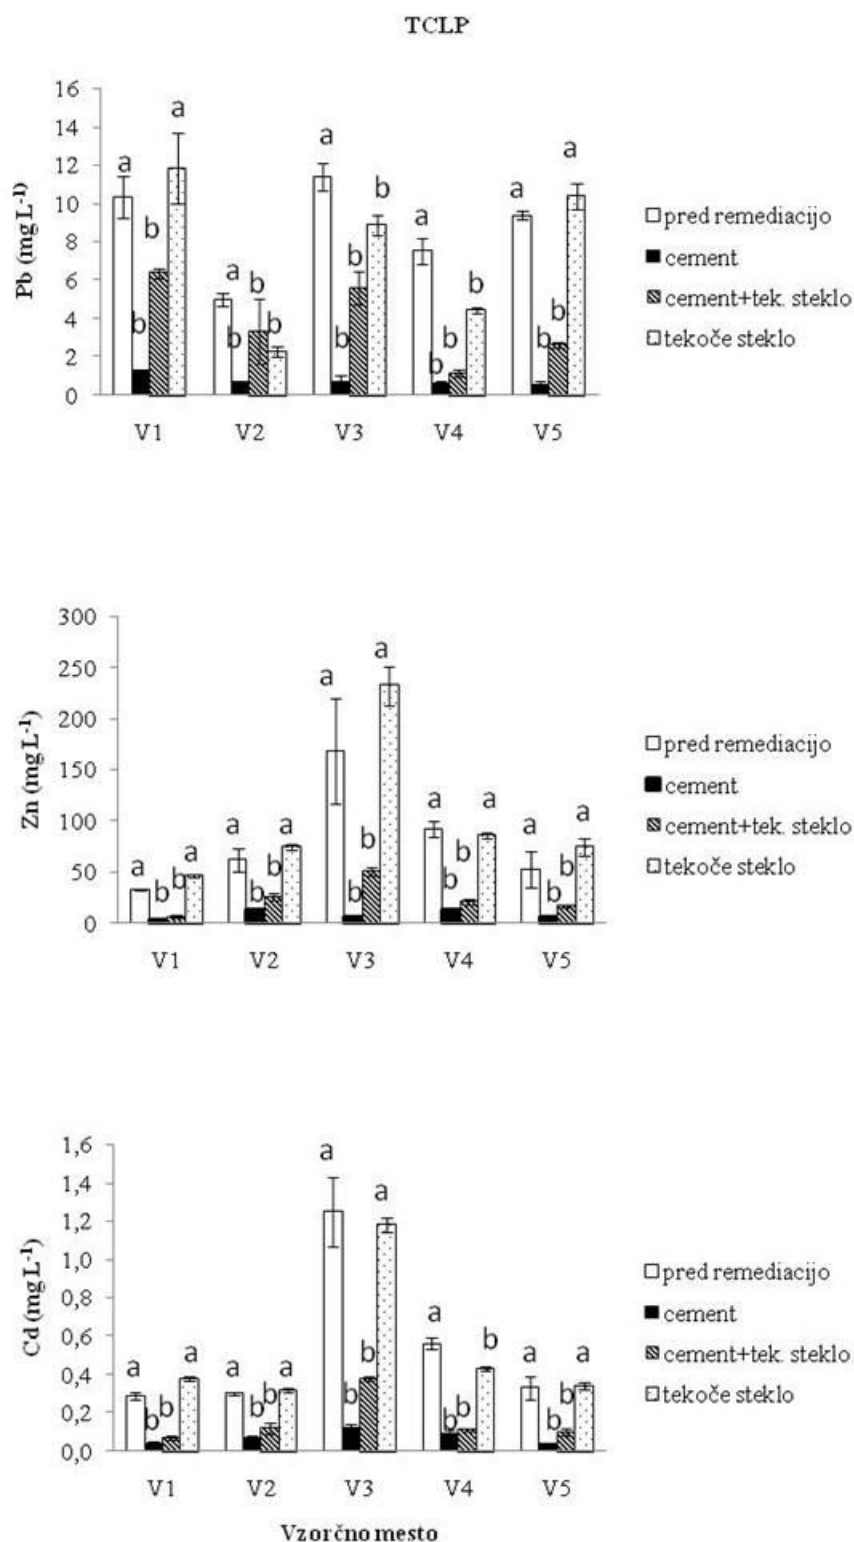 TCLP
Pb (mg L⁻¹)
16
14
12
10
8
6
4
2
0
a b b a
a b b b
a b b b
a b b b
a b b a
V1 V2 V3 V4 V5
pred remediacijo
cement
cement+tek. steklo
tekoče steklo
Zn (mg L⁻¹)
300
250
200
150
100
50
0
a b b a
a b b a
a b b a
a b b a
a b b a
V1 V2 V3 V4 V5
pred remediacijo
cement
cement+tek. steklo
tekoče steklo
Cd (mg L⁻¹)
1,6
1,4
1,2
1,0
0,8
0,6
0,4
0,2
0,0
a b b a
a b b a
a b b a
a b b b
a b b a
V1 V2 V3 V4 V5
pred remediacijo
cement
cement+tek. steklo
tekoče steklo
Vzorčno mesto